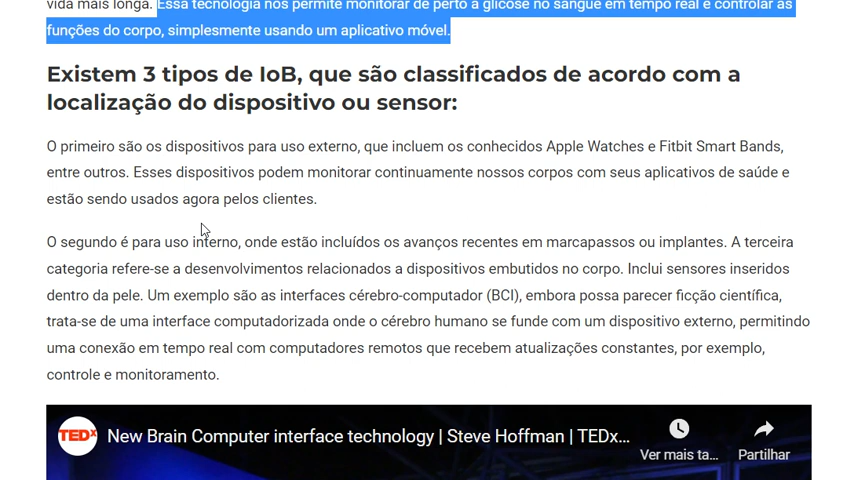 vida mais longa. Essa tecnologia nos permite monitorar de perto a glicose no sangue em tempo real e controlar as
funções do corpo, simplesmente usando um aplicativo móvel.
Existem 3 tipos de IoB, que são classificados de acordo com a
localização do dispositivo ou sensor:
O primeiro são os dispositivos para uso externo, que incluem os conhecidos Apple Watches e Fitbit Smart Bands,
entre outros. Esses dispositivos podem monitorar continuamente nossos corpos com seus aplicativos de saúde e
estão sendo usados agora pelos clientes.
O segundo é para uso interno, onde estão incluídos os avanços recentes em marcapassos ou implantes. A terceira
categoria refere-se a desenvolvimentos relacionados a dispositivos embutidos no corpo. Inclui sensores inseridos
dentro da pele. Um exemplo são as interfaces cérebro-computador (BCI), embora possa parecer ficção científica,
trata-se de uma interface computadorizada onde o cérebro humano se funde com um dispositivo externo, permitindo
uma conexão em tempo real com computadores remotos que recebem atualizações constantes, por exemplo,
controle e monitoramento.
TEDx New Brain Computer interface technology | Steve Hoffman | TEDx...
Ver mais ta... Partilhar